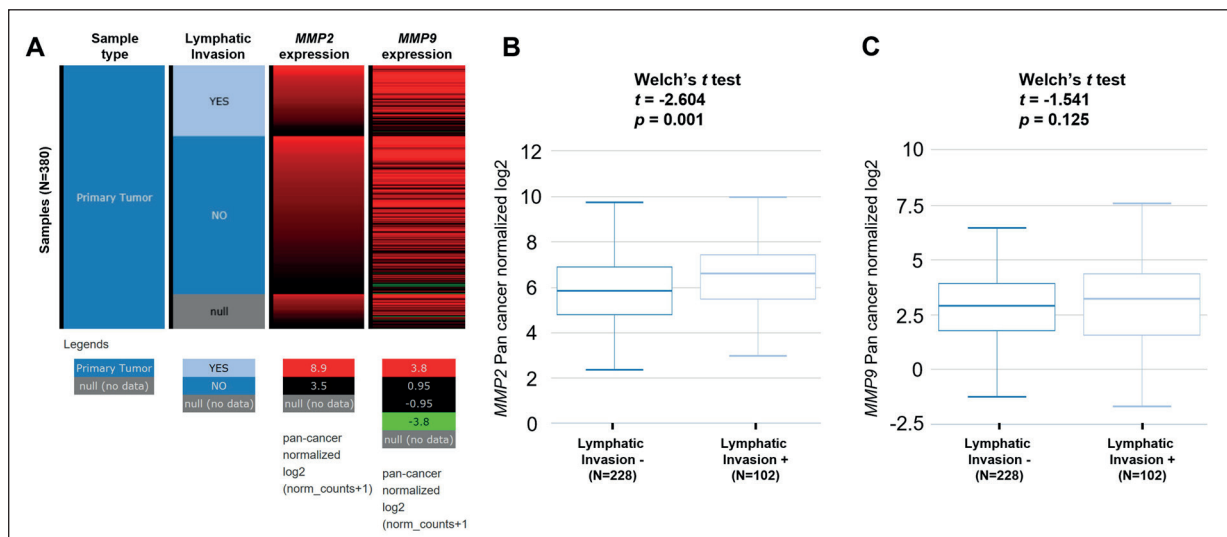 A
Sample
type
Lymphatic
Invasion
MMP2
expression
MMP9
expression
Samples (N=380)
Primary Tumor
YES
NO
null
Legends
Primary Tumor
null (no data)
YES
NO
null (no data)
8.9
3.5
null (no data)
pan-cancer
normalized
log2
(norm_counts+1)
3.8
0.95
-0.95
-3.8
null (no data)
pan-cancer
normalized
log2
(norm_counts+1
B
Welch's t test
t = -2.604
p = 0.001
MMP2 Pan cancer normalized log2
12
10
8
6
4
2
0
Lymphatic
Invasion -
(N=228)
Lymphatic
Invasion +
(N=102)
C
Welch's t test
t = -1.541
p = 0.125
MMP9 Pan cancer normalized log2
10
7.5
5
2.5
0
-2.5
Lymphatic
Invasion -
(N=228)
Lymphatic
Invasion +
(N=102)